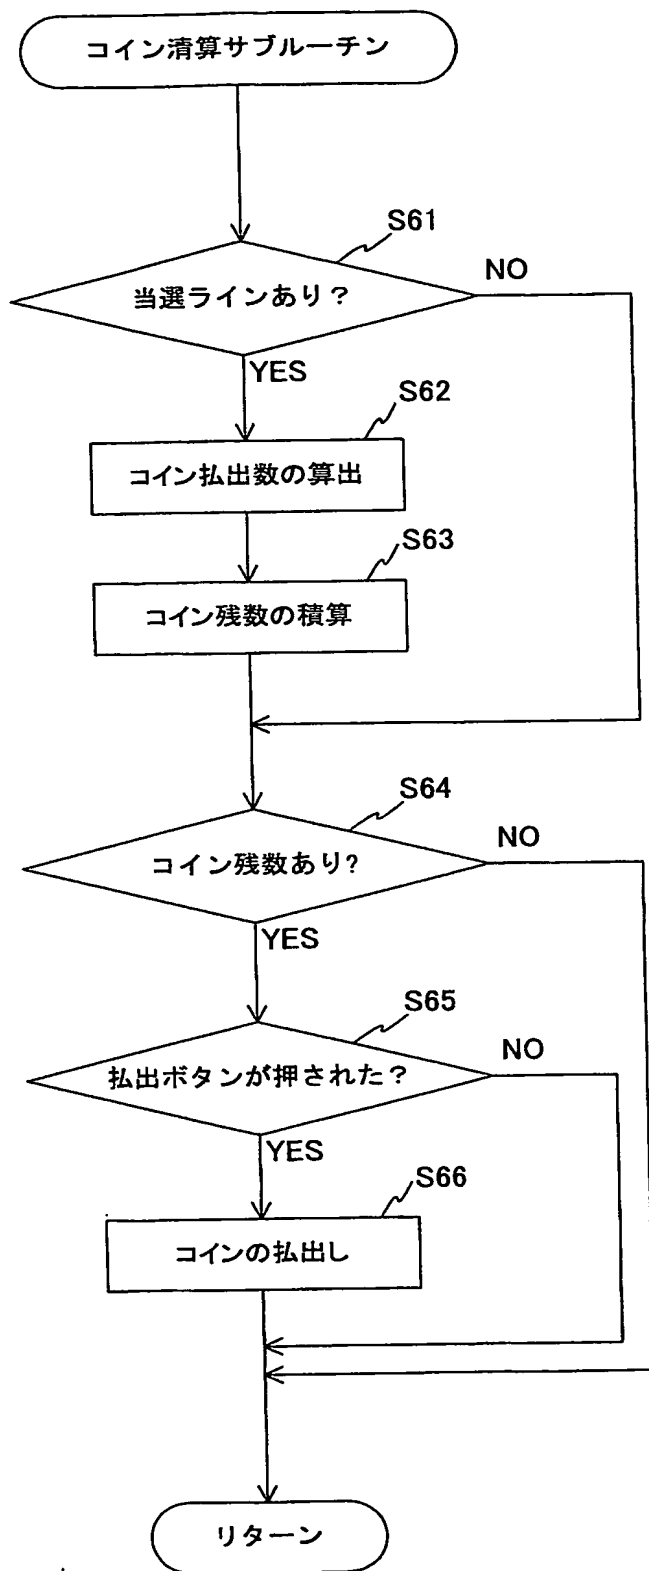 コイン清算サブルーチン
S61
当選ラインあり？
NO
YES
S62
コイン払出数の算出
S63
コイン残数の積算
S64
コイン残数あり?
NO
YES
S65
払出ボタンが押された？
NO
YES
S66
コインの払出し
リターン